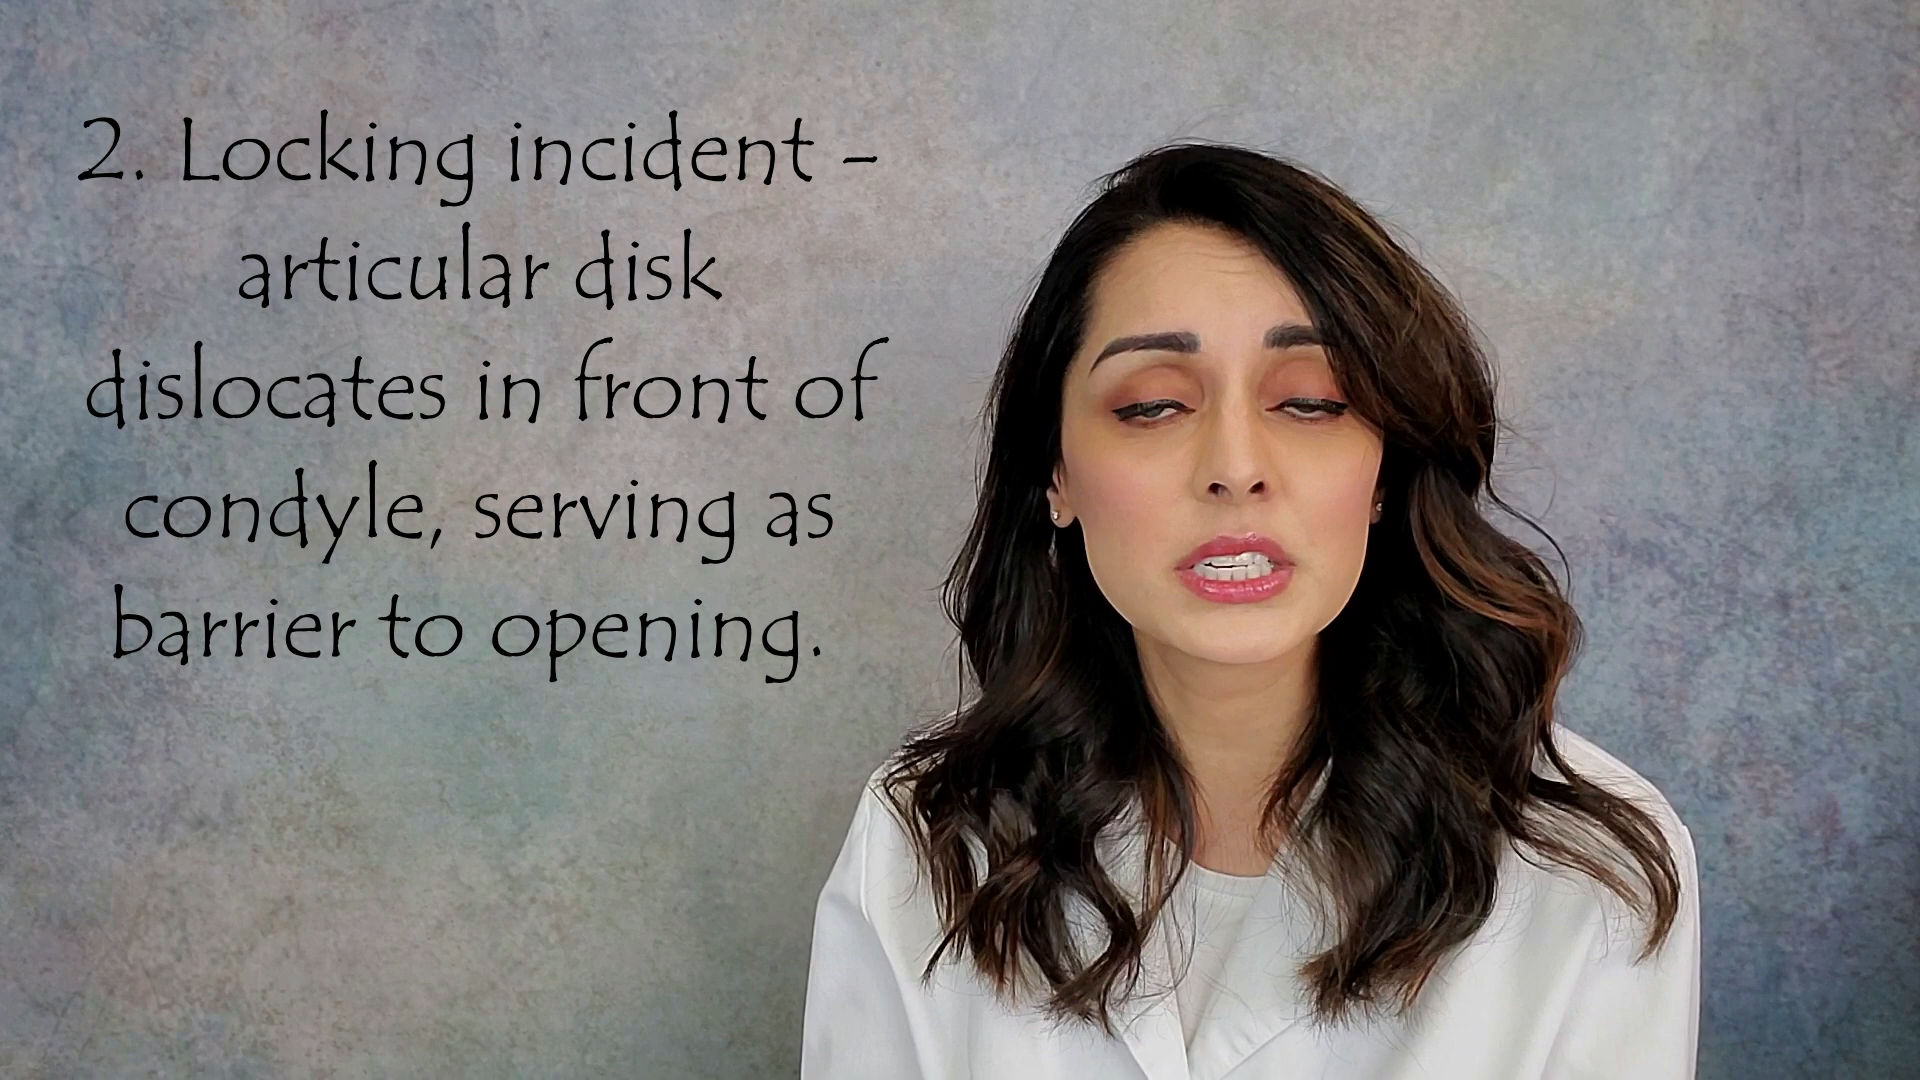 2. Locking incident -
articular disk
dislocates in front of
condyle, serving as
barrier to opening.